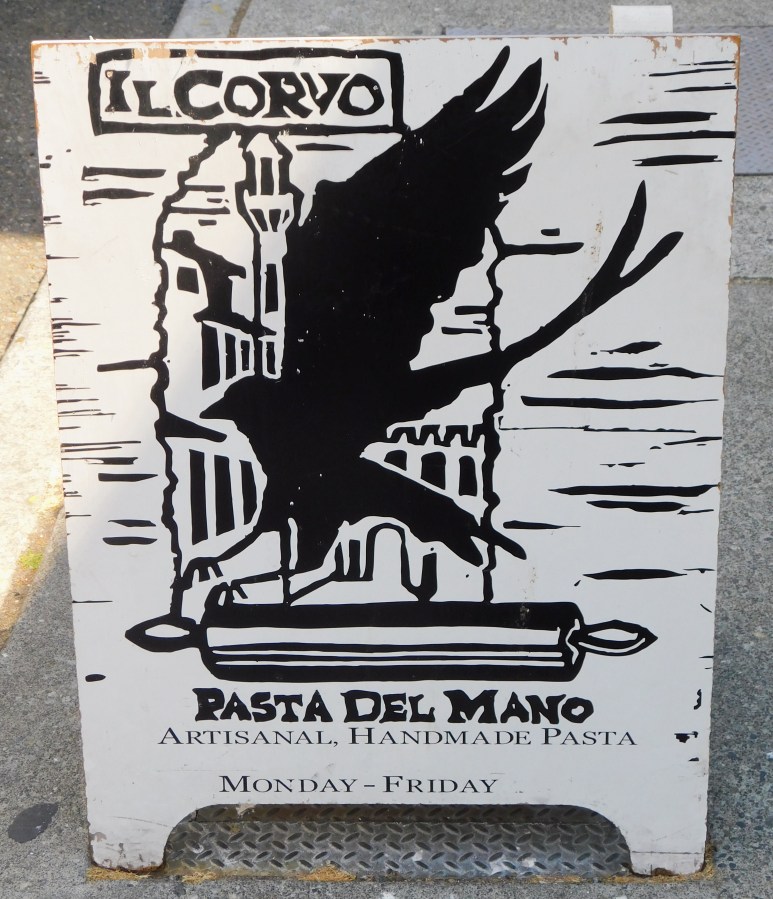 IL CORVO
PASTA DEL MANO
ARTISANAL, HANDMADE PASTA
MONDAY - FRIDAY